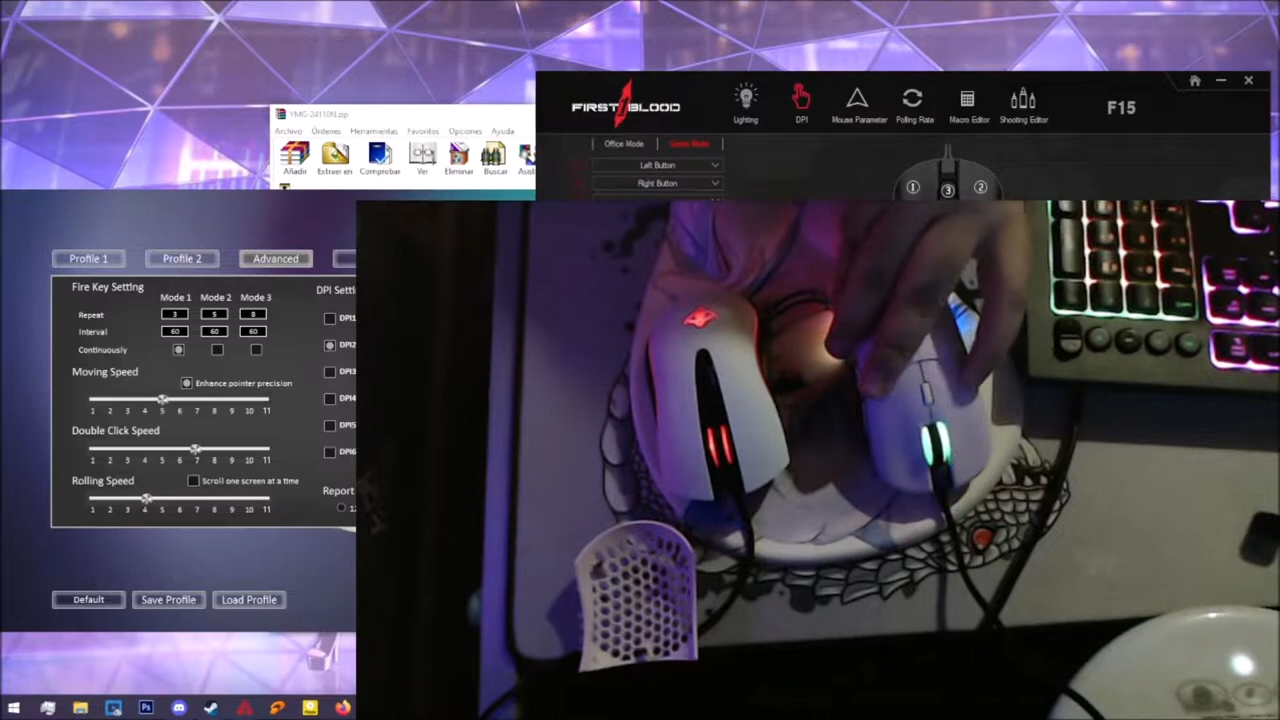 YMG-24110N.zip
Archivo Órdenes Herramientas Favoritos Opciones Ayuda
Añadir Extraer en Comprobar Ver Eliminar Buscar Asist
FIRST BLOOD
Lighting DPI Mouse Parameter Polling Rate Macro Editor Shooting Editor
F15
Office Mode Game Mode
Left Button
Right Button
1 3 2
Profile 1 Profile 2 Advanced
Fire Key Setting
Mode 1 Mode 2 Mode 3
Repeat 3 5 8
Interval 60 60 60
Continuously
Moving Speed
Enhance pointer precision
1 2 3 4 5 6 7 8 9 10 11
Double Click Speed
1 2 3 4 5 6 7 8 9 10 11
Rolling Speed
Scroll one screen at a time
1 2 3 4 5 6 7 8 9 10 11
DPI Setti
DPI1
DPI2
DPI3
DPI4
DPI5
DPI6
Report
Default Save Profile Load Profile
Ps